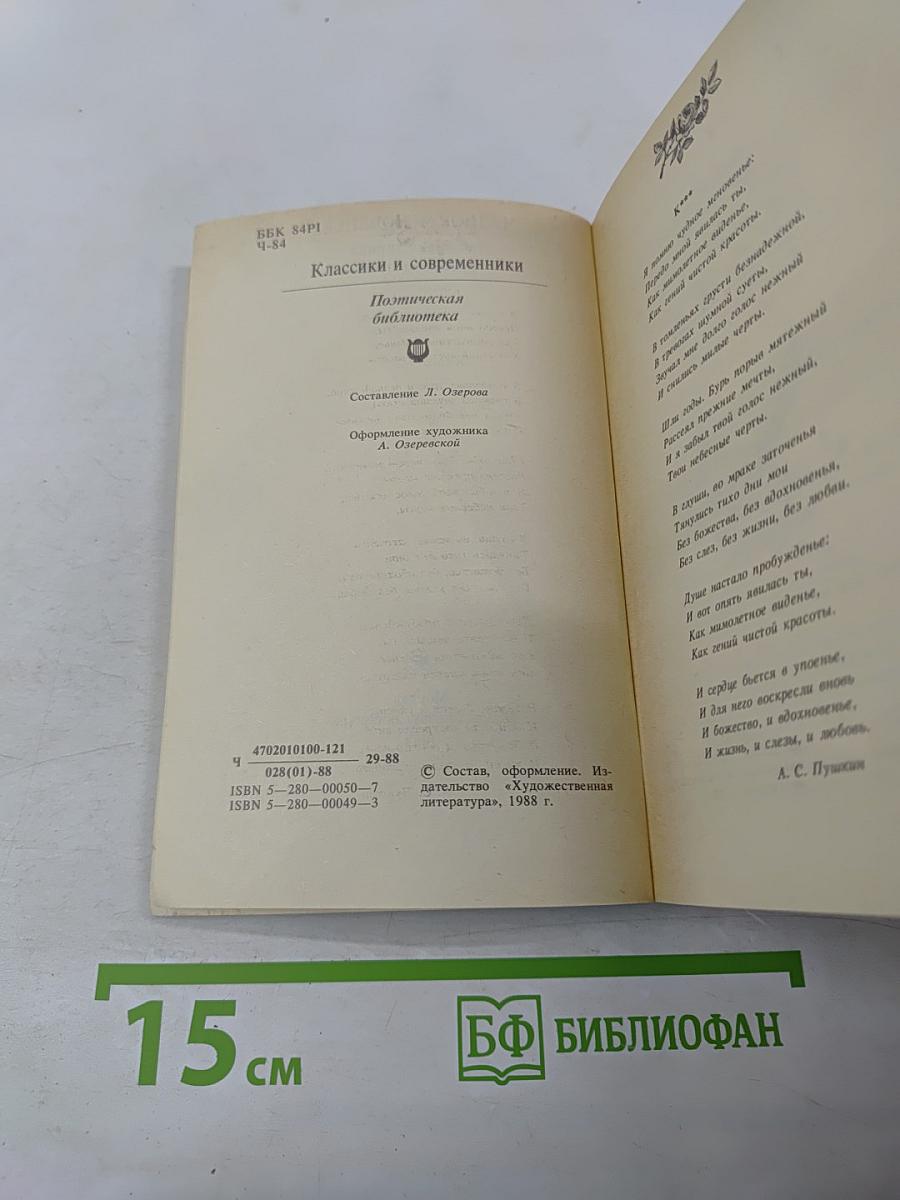 ББК 84Р1
Ч-84
Классики и современники
Поэтическая
библиотека
Составление Л. Озерова
Оформление художника
А. Озеревской
Ч 4702010100-121 29-88
028(01)-88
ISBN 5—280—00050—7
ISBN 5—280—00049—3
© Состав, оформление. Из-
дательство «Художественная
литература», 1988 г.
К***
Я помню чудное мгновенье:
Передо мной явилась ты,
Как мимолетное виденье,
Как гений чистой красоты.
В томленьях грусти безнадежной,
В тревогах шумной суеты,
Звучал мне долго голос нежный
И снились милые черты.
Шли годы. Бурь порыв мятежный
Рассеял прежние мечты,
И я забыл твой голос нежный,
Твои небесные черты.
В глуши, во мраке заточенья
Тянулись тихо дни мои
Без божества, без вдохновенья,
Без слез, без жизни, без любви.
Душе настало пробужденье:
И вот опять явилась ты,
Как мимолетное виденье,
Как гений чистой красоты.
И сердце бьется в упоенье,
И для него воскресли вновь
И божество, и вдохновенье,
И жизнь, и слезы, и любовь.
А. С. Пушкин
15 см
БФ БИБЛИОФАН